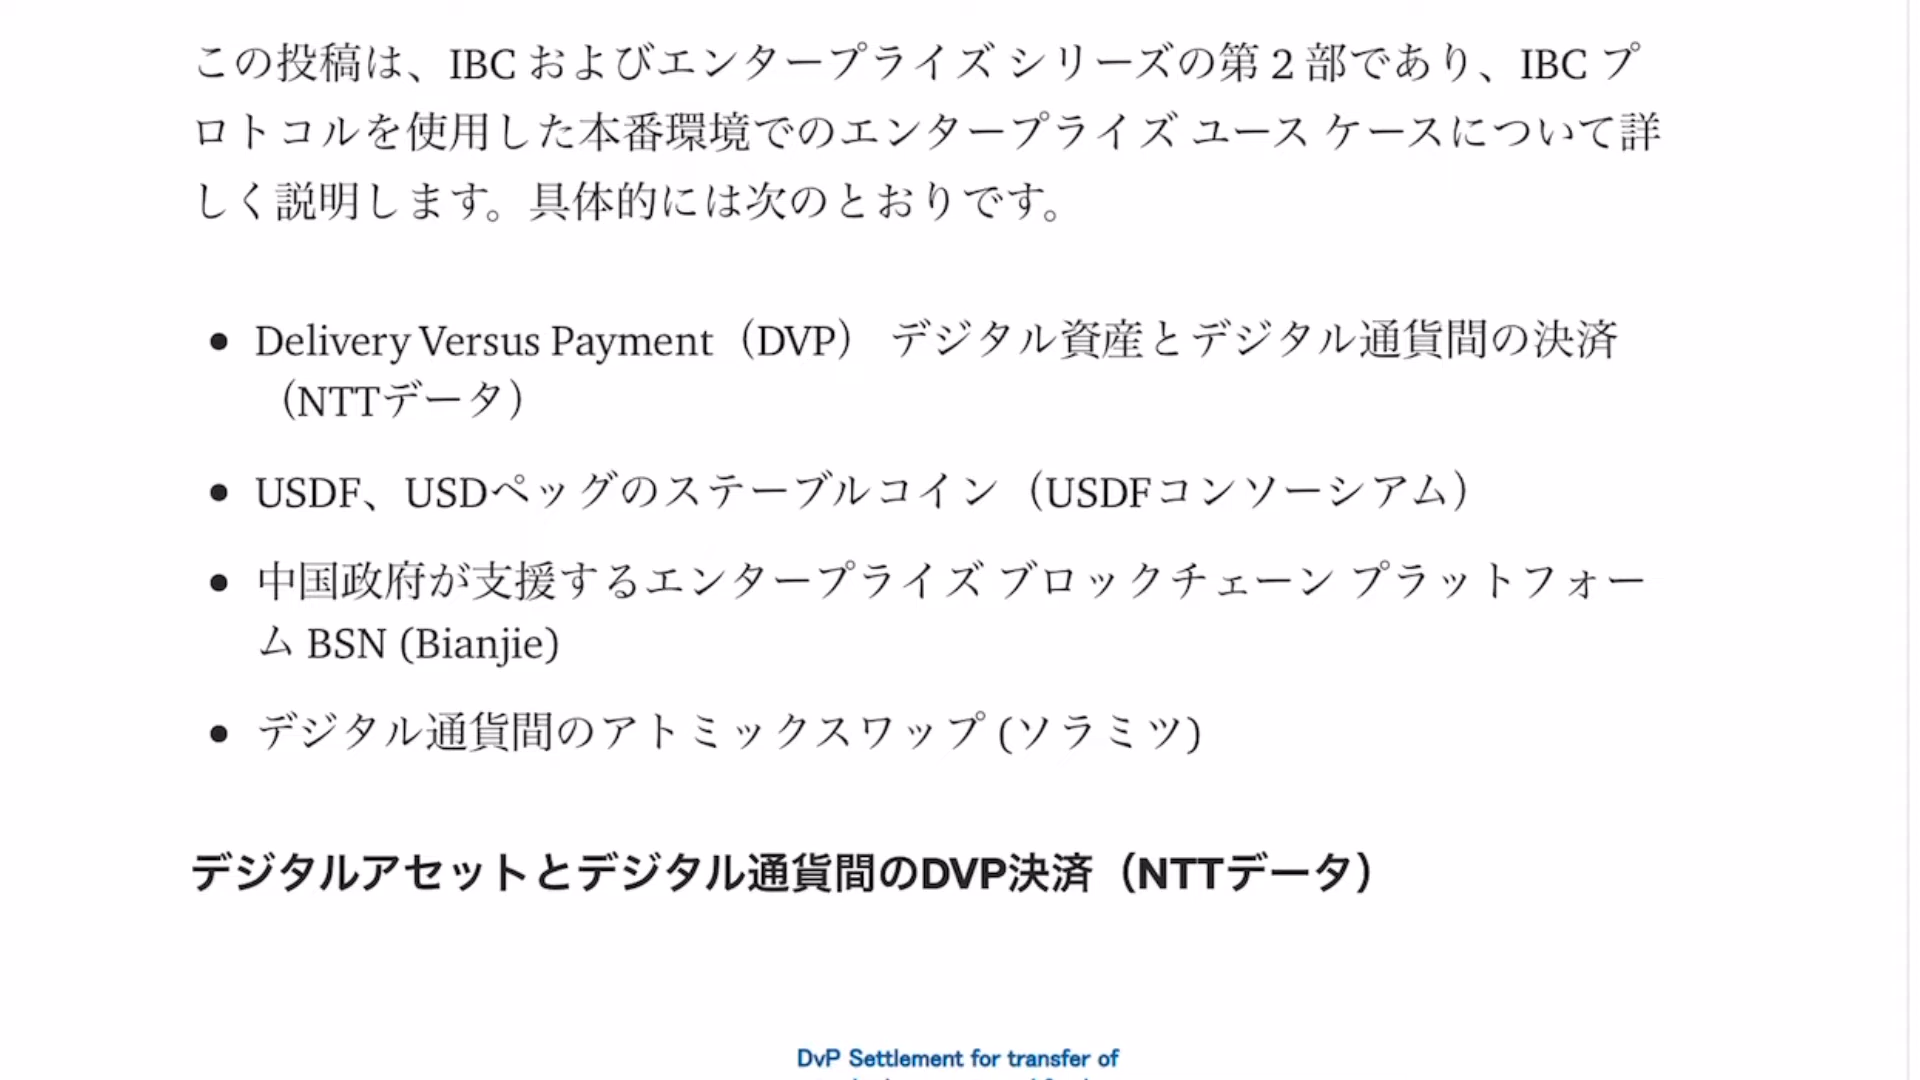 この投稿は、IBC およびエンタープライズ シリーズの第 2 部であり、IBC プ
ロトコルを使用した本番環境でのエンタープライズ ユース ケースについて詳
しく説明します。具体的には次のとおりです。
● Delivery Versus Payment（DVP） デジタル資産とデジタル通貨間の決済
（NTTデータ）
● USDF、USDペッグのステーブルコイン（USDFコンソーシアム）
● 中国政府が支援するエンタープライズ ブロックチェーン プラットフォー
ム BSN (Bianjie)
● デジタル通貨間のアトミックスワップ (ソラミツ)
デジタルアセットとデジタル通貨間のDVP決済（NTTデータ）
DvP Settlement for transfer of